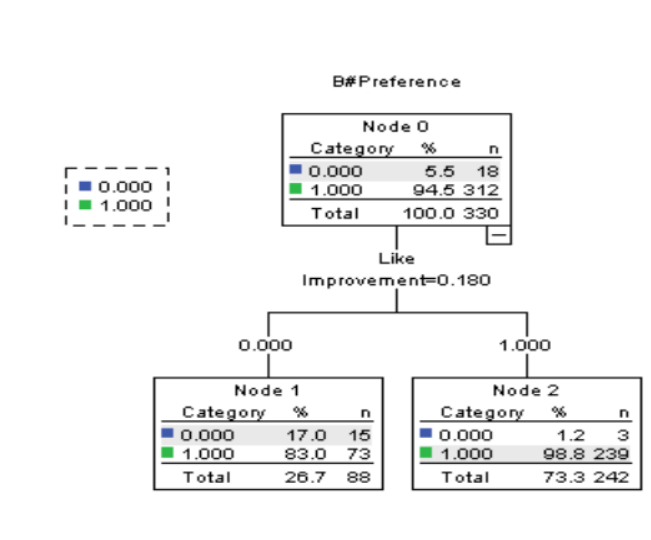 B#Preference
Node 0
Category % n
0.000 5.5 18
1.000 94.5 312
Total 100.0 330
0.000
1.000
Like
Improvement=0.180
0.000 1.000
Node 1
Category % n
0.000 17.0 15
1.000 83.0 73
Total 26.7 88
Node 2
Category % n
0.000 1.2 3
1.000 98.8 239
Total 73.3 242